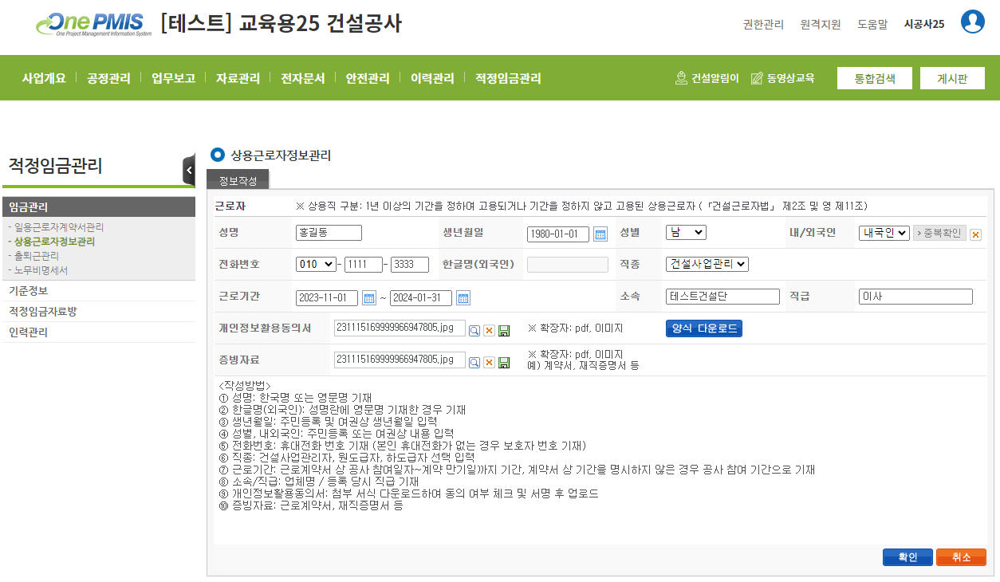 One PMIS
One Project Management Information System
[테스트] 교육용25 건설공사
권한관리 원격지원 도움말 시공사25
사업개요 공정관리 업무보고 자료관리 전자문서 안전관리 이력관리 적정임금관리 건설알림이 동영상교육 통합검색 게시판
적정임금관리
임금관리
- 일용근로자계약서관리
- 상용근로자정보관리
- 출퇴근관리
- 노무비명세서
기준정보
적정임금자료방
인력관리
상용근로자정보관리
정보작성
근로자 ※ 상용직 구분: 1년 이상의 기간을 정하여 고용되거나 기간을 정하지 않고 고용된 상용근로자 (「건설근로자법」 제2조 및 영 제11조)
성명 홍길동 생년월일 1980-01-01 성별 남 내/외국인 내국인 > 중복확인
전화번호 010 - 1111 - 3333 한글명(외국인) 직종 건설사업관리
근로기간 2023-11-01 ~ 2024-01-31 소속 테스트건설단 직급 이사
개인정보활용동의서 231115169999966947805.jpg ※ 확장자: pdf, 이미지 양식 다운로드
증빙자료 231115169999966947805.jpg ※ 확장자: pdf, 이미지
예) 계약서, 재직증명서 등
<작성방법>
① 성명: 한국명 또는 영문명 기재
② 한글명(외국인): 성명란에 영문명 기재한 경우 기재
③ 생년월일: 주민등록 및 여권상 생년월일 입력
④ 성별, 내외국인: 주민등록 또는 여권상 내용 입력
⑤ 전화번호: 휴대전화 번호 기재 (본인 휴대전화가 없는 경우 보호자 번호 기재)
⑥ 직종: 건설사업관리자, 원도급자, 하도급자 선택 입력
⑦ 근로기간: 근로계약서 상 공사 참여일자~계약 만기일까지 기간, 계약서 상 기간을 명시하지 않은 경우 공사 참여 기간으로 기재
⑧ 소속/직급: 업체명 / 등록 당시 직급 기재
⑨ 개인정보활용동의서: 첨부 서식 다운로드하여 동의 여부 체크 및 서명 후 업로드
⑩ 증빙자료: 근로계약서, 재직증명서 등
확인 취소